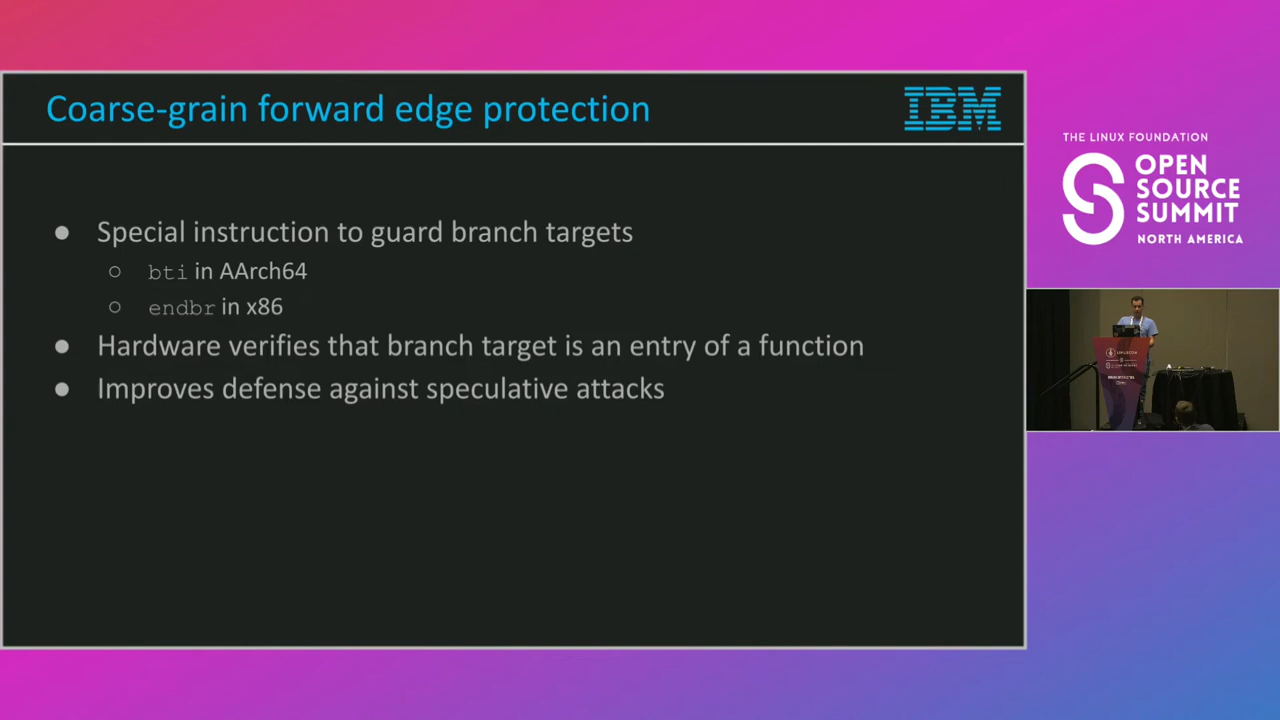 Coarse-grain forward edge protection
IBM
● Special instruction to guard branch targets
○ bti in AArch64
○ endbr in x86
● Hardware verifies that branch target is an entry of a function
● Improves defense against speculative attacks
THE LINUX FOUNDATION
OPEN
SOURCE
SUMMIT
NORTH AMERICA